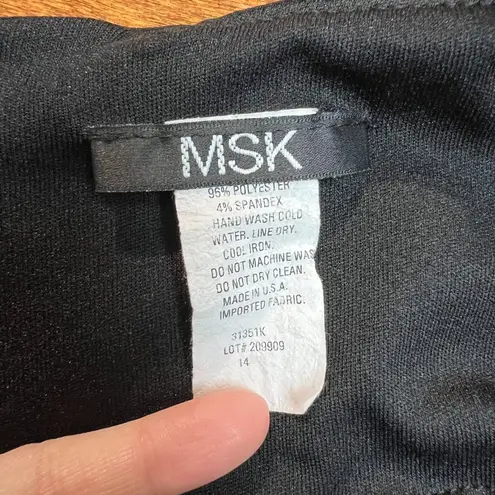 MSK
96% POLYESTER
4% SPANDEX
HAND WASH COLD
WATER. LINE DRY.
COOL IRON.
DO NOT MACHINE WAS
DO NOT DRY CLEAN.
MADE IN U.S.A.
IMPORTED FABRIC.
31351K
LOT# 209909
14